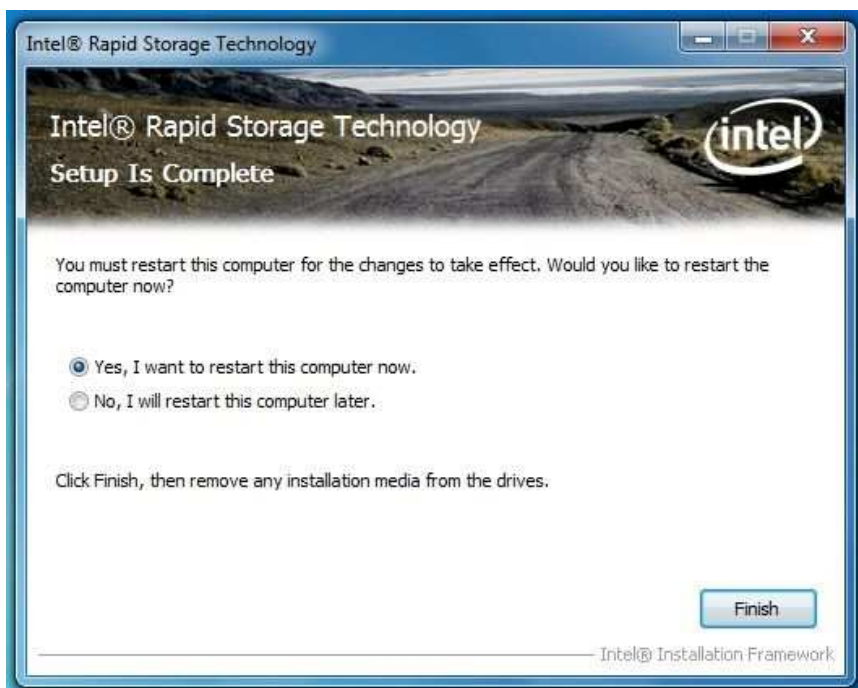 Intel® Rapid Storage Technology
Intel® Rapid Storage Technology
Setup Is Complete
intel
You must restart this computer for the changes to take effect. Would you like to restart the
computer now?
Yes, I want to restart this computer now.
No, I will restart this computer later.
Click Finish, then remove any installation media from the drives.
Finish
Intel® Installation Framework